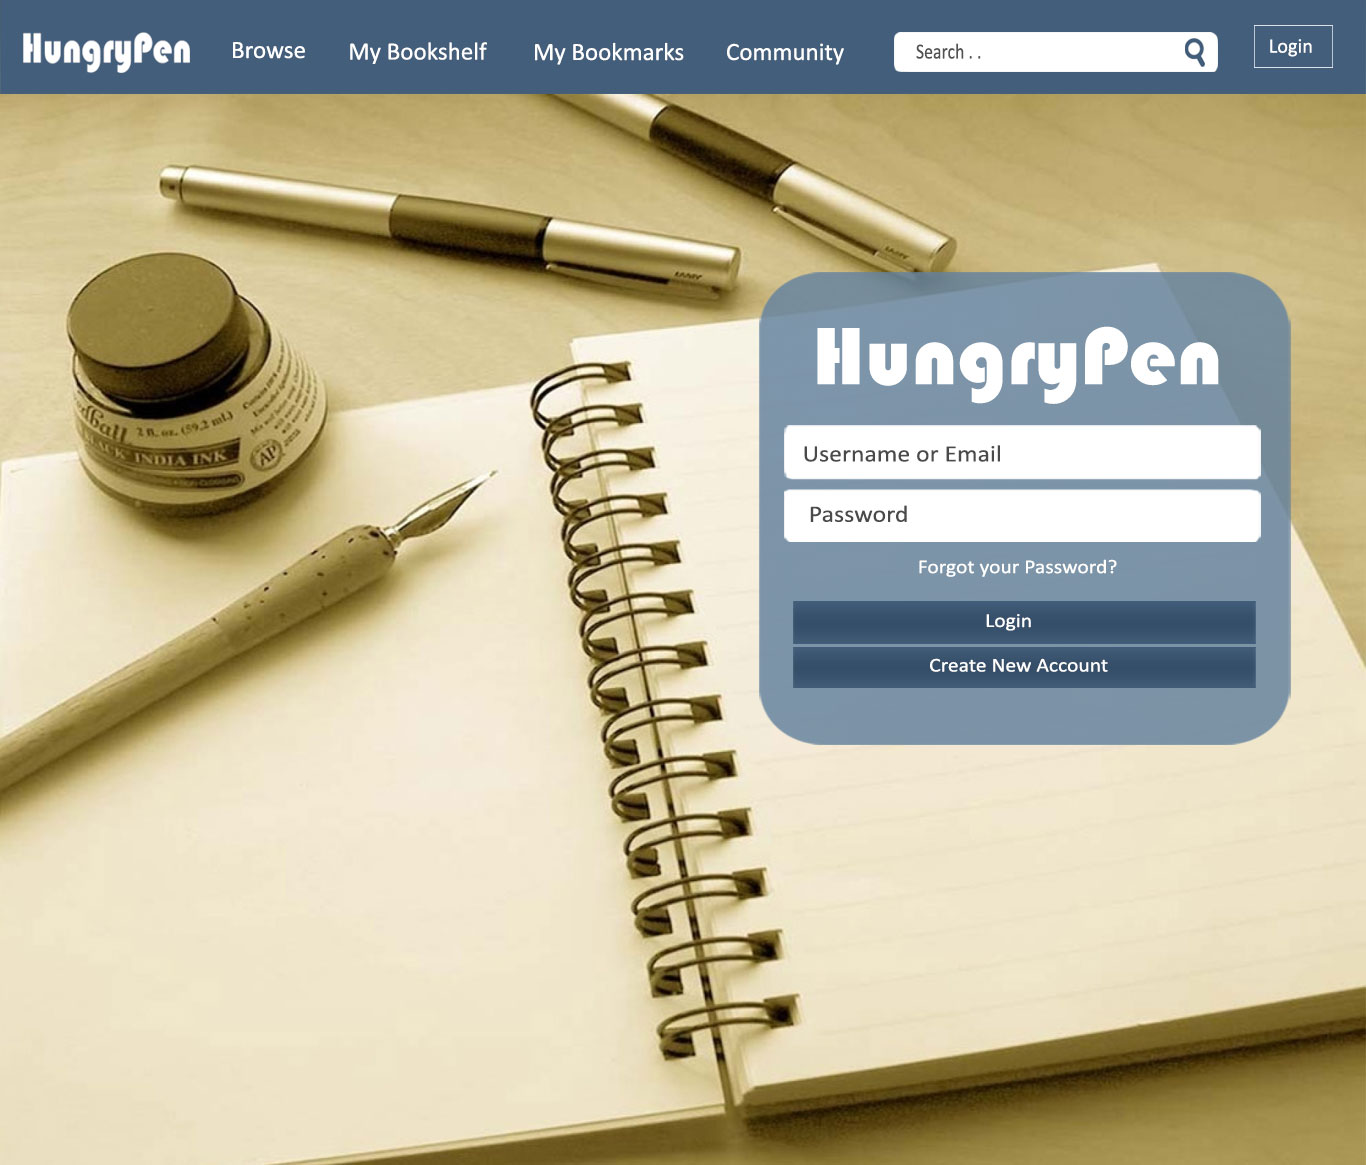 HungryPen
Browse
My Bookshelf
My Bookmarks
Community
Search . .
Login
HungryPen
Username or Email
Password
Forgot your Password?
Login
Create New Account
2 fl. oz. (59.2 ml.)
BLACK INDIA INK
AP